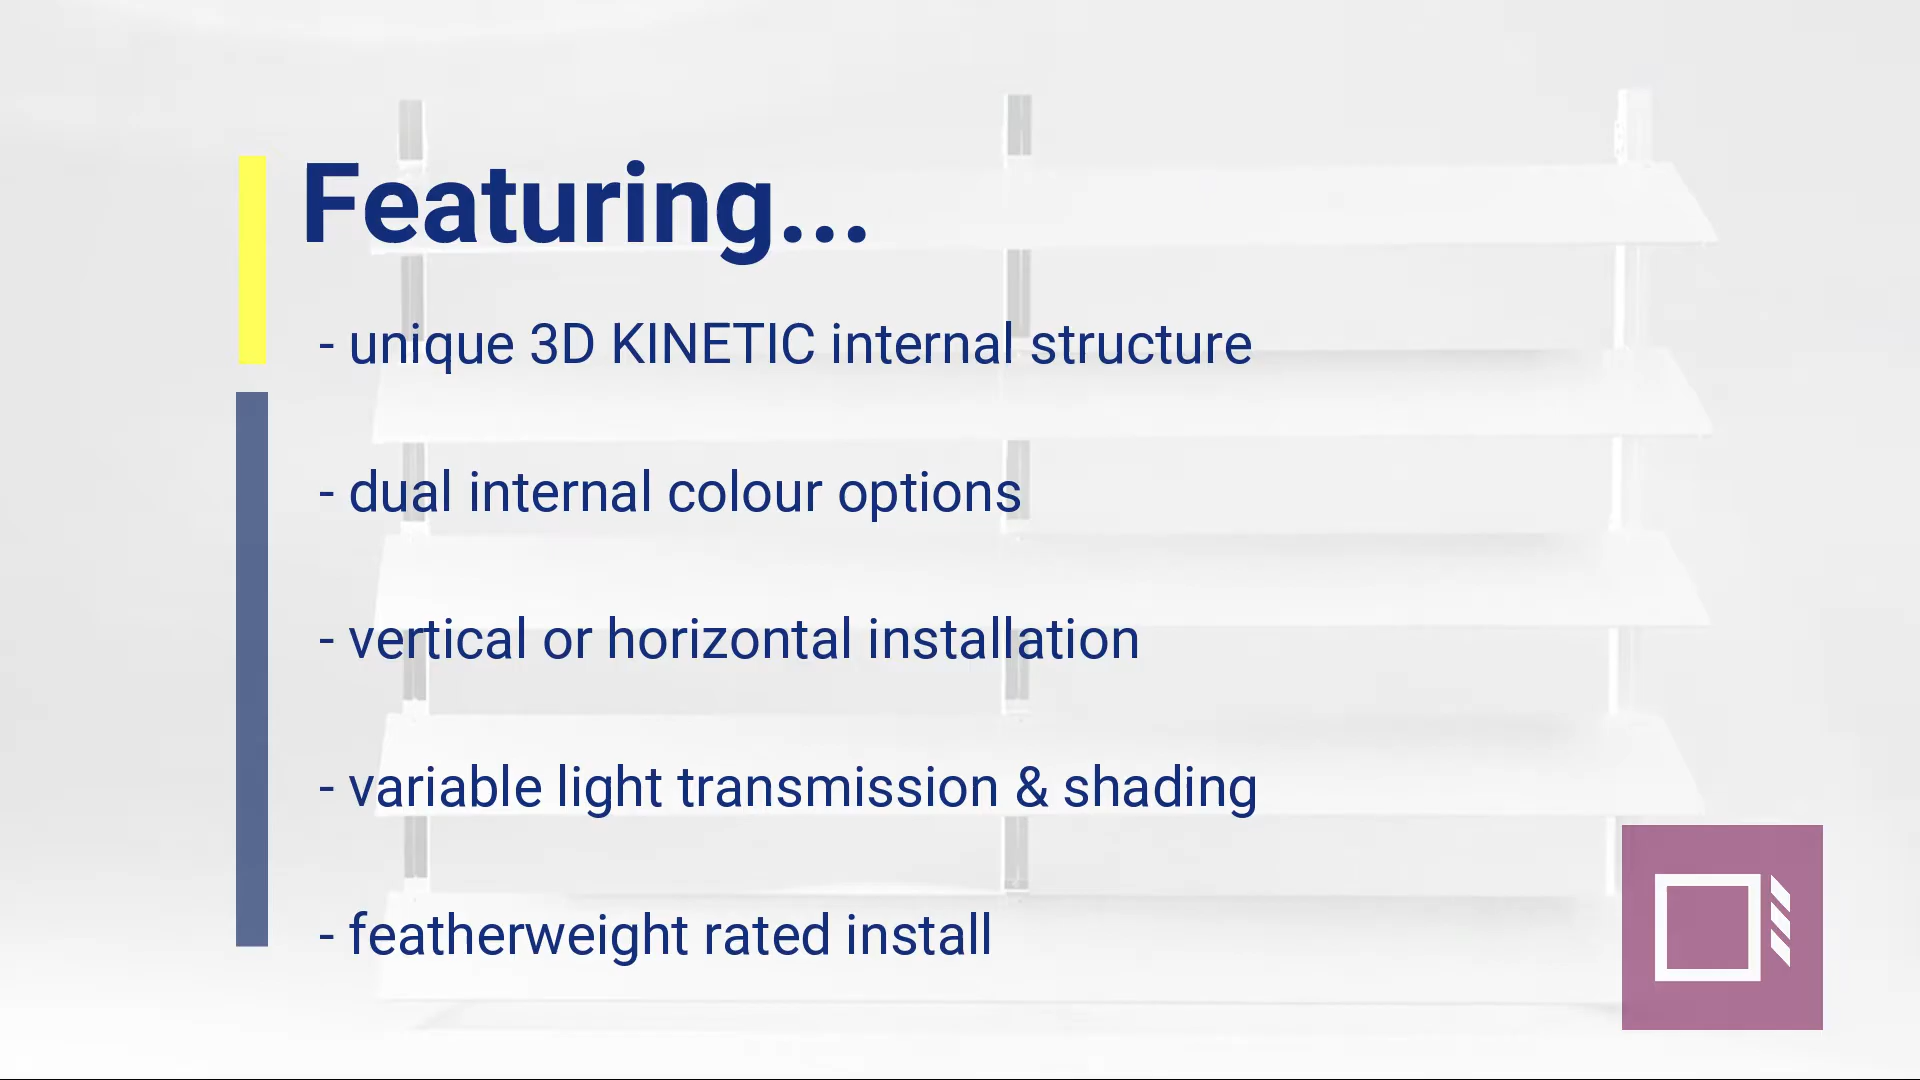 Featuring...
- unique 3D KINETIC internal structure
- dual internal colour options
- vertical or horizontal installation
- variable light transmission & shading
- featherweight rated install